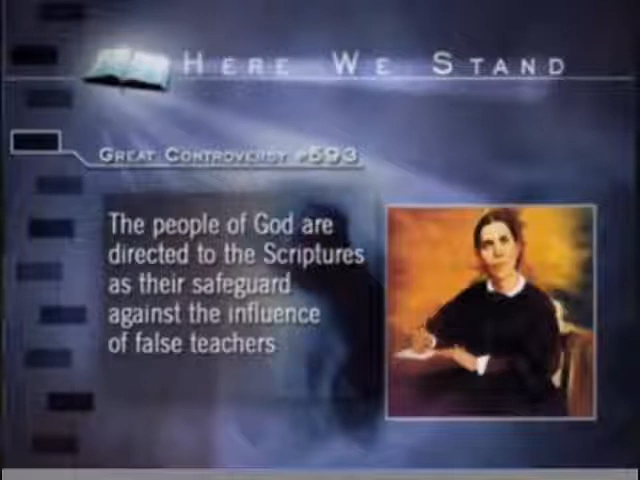 HERE WE STAND
GREAT CONTROVERSY P593
The people of God are
directed to the Scriptures
as their safeguard
against the influence
of false teachers